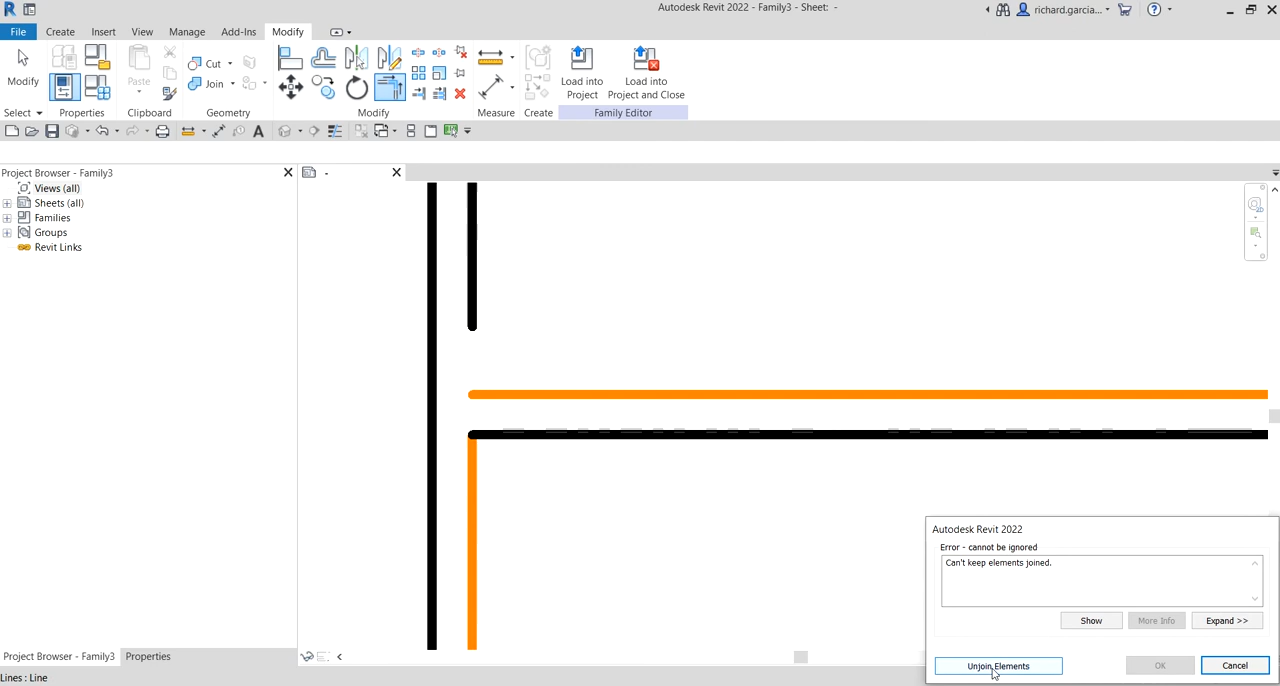 Autodesk Revit 2022 - Family3 - Sheet: -
richard.garcia...
File Create Insert View Manage Add-Ins Modify
Modify
Paste
Cut
Join
Load into
Project
Load into
Project and Close
Select Properties Clipboard Geometry Modify Measure Create Family Editor
Project Browser - Family3
-
Views (all)
Sheets (all)
Families
Groups
Revit Links
Autodesk Revit 2022
Error - cannot be ignored
Can't keep elements joined.
Show More Info Expand >>
Unjoin Elements OK Cancel
Project Browser - Family3 Properties
Lines : Line